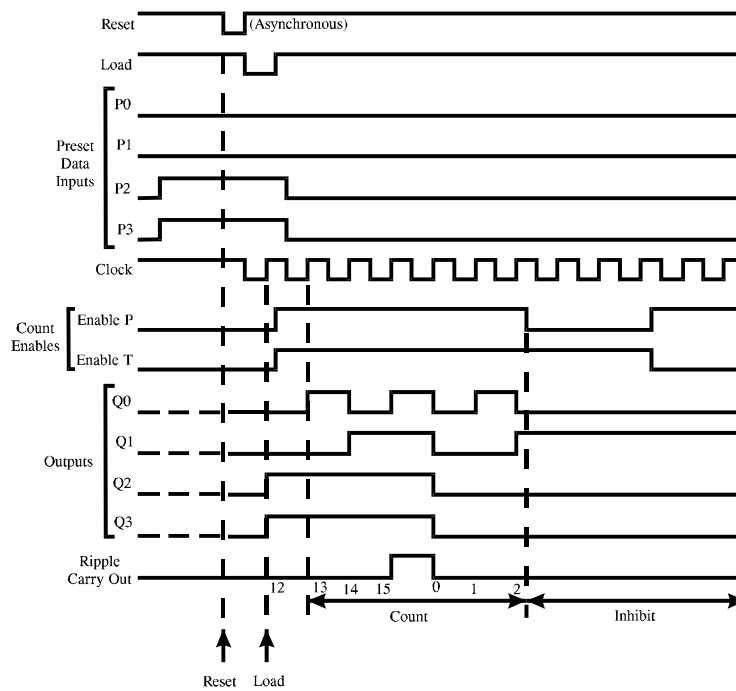 Reset
(Asynchronous)
Load
P0
P1
Preset
Data
Inputs
P2
P3
Clock
Enable P
Count
Enables
Enable T
Q0
Q1
Outputs
Q2
Q3
Ripple
Carry Out
12 13 14 15 0 1 2
Count
Inhibit
Reset Load